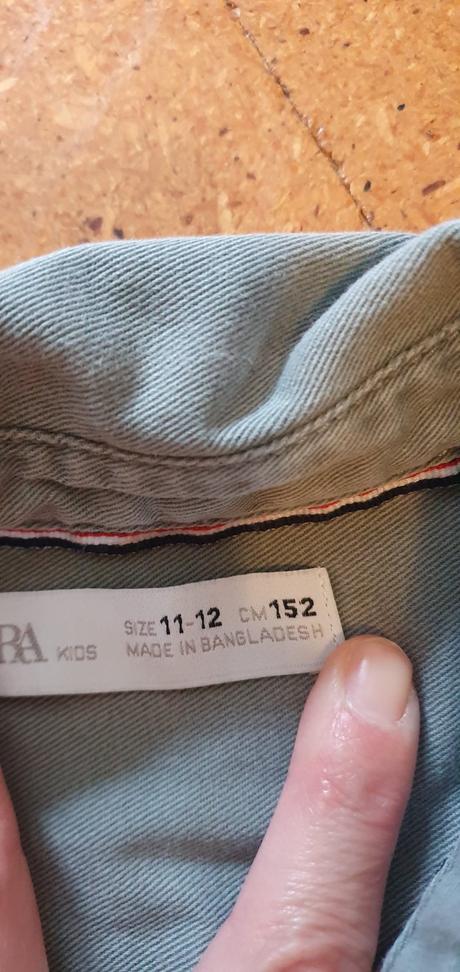 RA KIDS SIZE 11-12 CM 152
MADE IN BANGLADESH